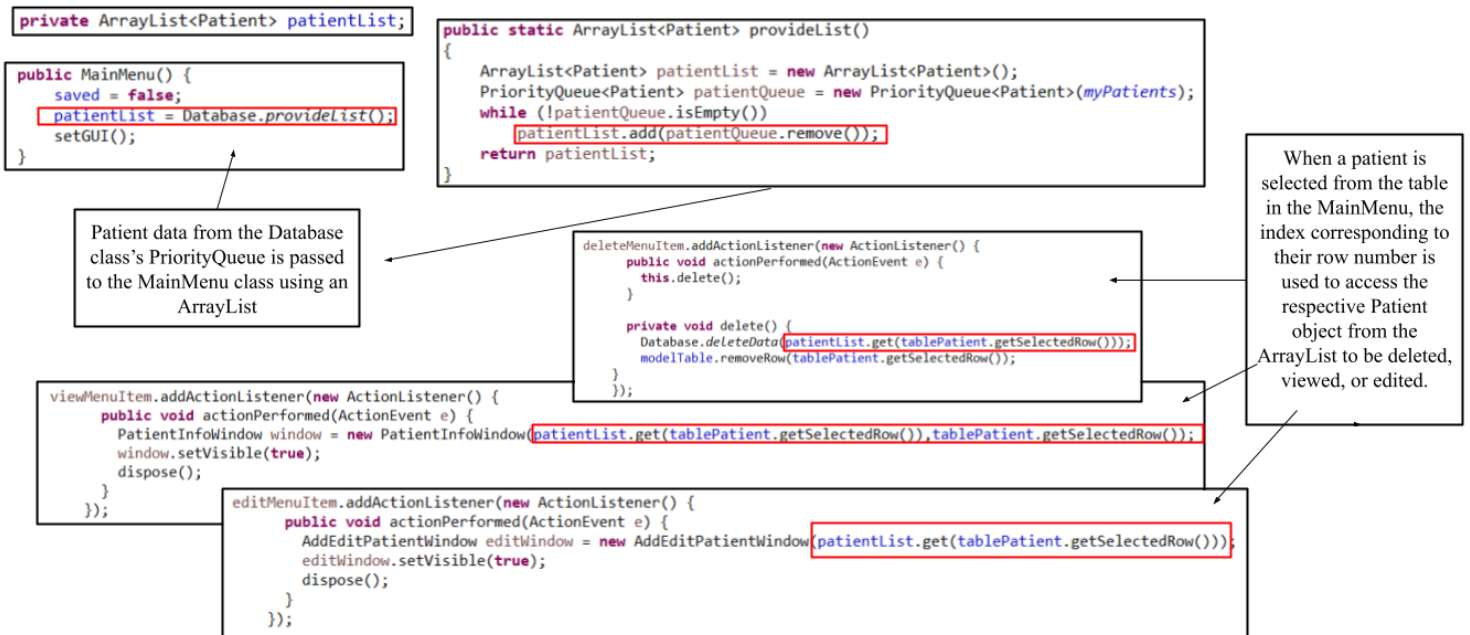 private ArrayList<Patient> patientList;
public MainMenu() {
saved = false;
patientList = Database.provideList();
setGUI();
}
public static ArrayList<Patient> provideList()
{
ArrayList<Patient> patientList = new ArrayList<Patient>();
PriorityQueue<Patient> patientQueue = new PriorityQueue<Patient>(myPatients);
while (!patientQueue.isEmpty())
patientList.add(patientQueue.remove());
return patientList;
}
Patient data from the Database
class’s PriorityQueue is passed
to the MainMenu class using an
ArrayList
When a patient is
selected from the table
in the MainMenu, the
index corresponding to
their row number is
used to access the
respective Patient
object from the
ArrayList to be deleted,
viewed, or edited.
deleteMenuItem.addActionListener(new ActionListener() {
public void actionPerformed(ActionEvent e) {
this.delete();
}
private void delete() {
Database.deleteData(patientList.get(tablePatient.getSelectedRow()));
modelTable.removeRow(tablePatient.getSelectedRow());
}
});
viewMenuItem.addActionListener(new ActionListener() {
public void actionPerformed(ActionEvent e) {
PatientInfoWindow window = new PatientInfoWindow(patientList.get(tablePatient.getSelectedRow()),tablePatient.getSelectedRow());
window.setVisible(true);
dispose();
}
});
editMenuItem.addActionListener(new ActionListener() {
public void actionPerformed(ActionEvent e) {
AddEditPatientWindow editWindow = new AddEditPatientWindow(patientList.get(tablePatient.getSelectedRow()));
editWindow.setVisible(true);
dispose();
}
});